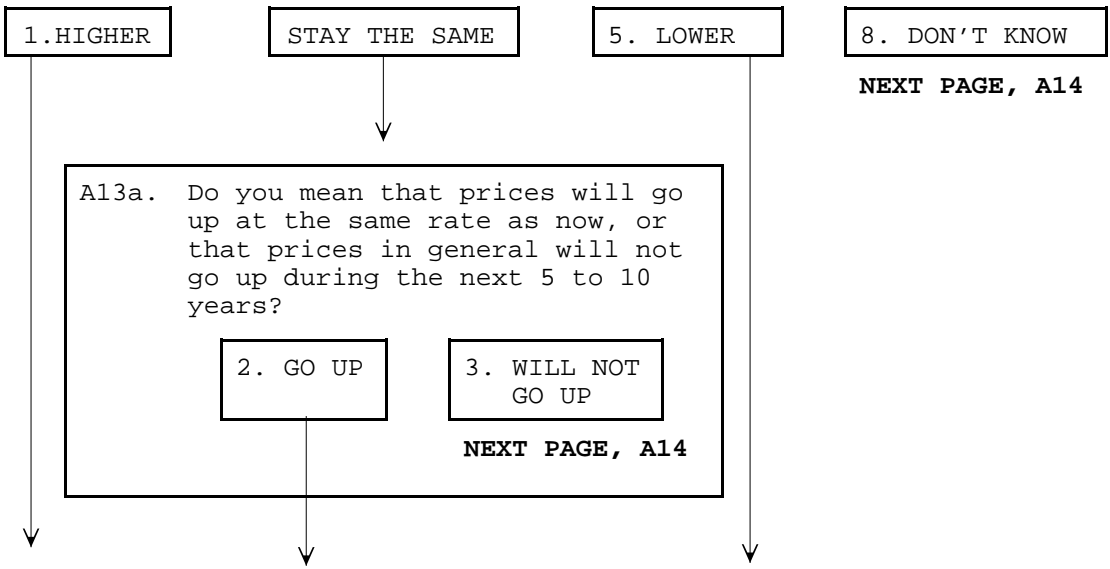 1.HIGHER
STAY THE SAME
5. LOWER
8. DON'T KNOW
NEXT PAGE, A14
A13a. Do you mean that prices will go
up at the same rate as now, or
that prices in general will not
go up during the next 5 to 10
years?
2. GO UP
3. WILL NOT
GO UP
NEXT PAGE, A14